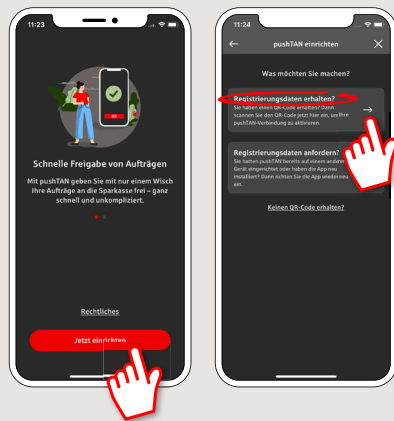 11:23
OK
Schnelle Freigabe von Aufträgen
Mit pushTAN geben Sie mit nur einem Wisch
Ihre Aufträge an die Sparkasse frei – ganz
schnell und unkompliziert.
Rechtliches
Jetzt einrichten
11:24
pushTAN einrichten
Was möchten Sie machen?
Registrierungsdaten erhalten?
Sie haben einen QR-Code erhalten? Dann
scannen Sie den QR-Code jetzt hier ein, um Ihre
pushTAN-Verbindung zu aktivieren.
Registrierungsdaten anfordern?
Sie hatten pushTAN bereits auf einem anderen
Gerät eingerichtet oder haben die App neu
installiert? Dann richten Sie die App wieder neu
ein.
Keinen QR-Code erhalten?